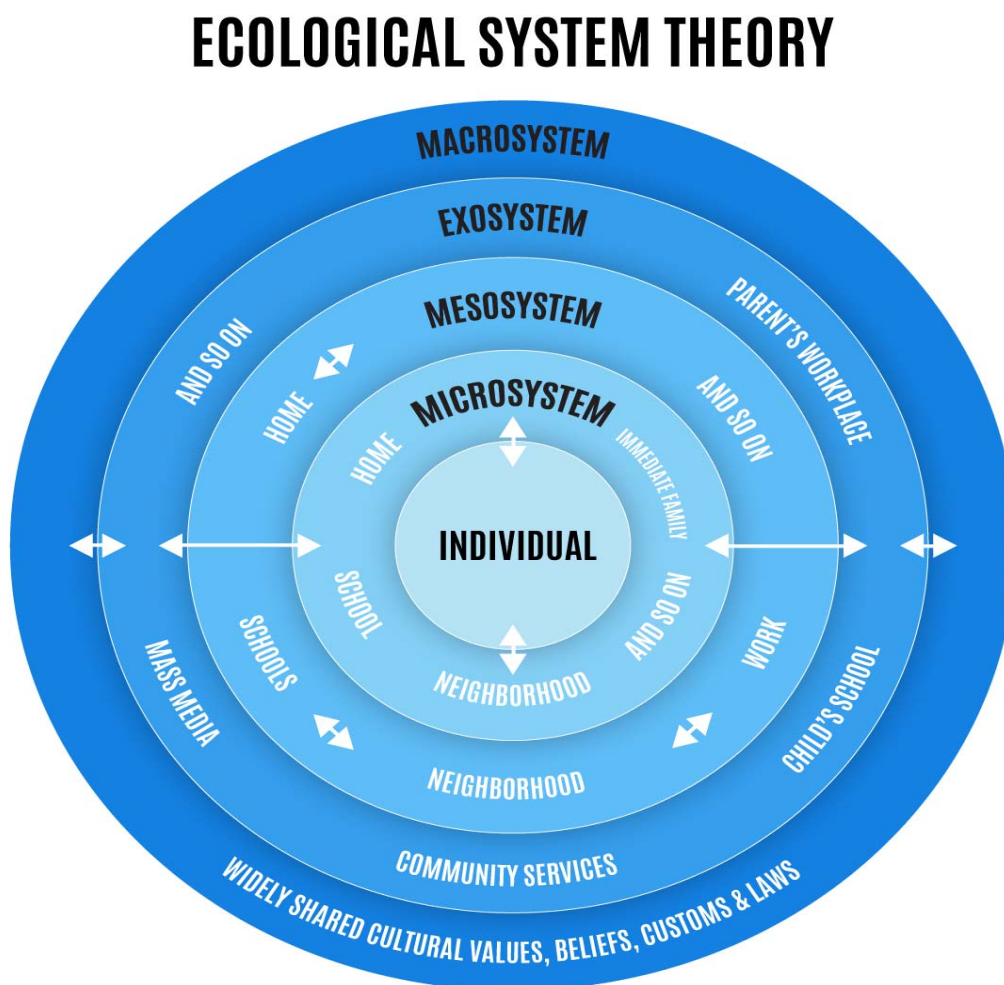 ECOLOGICAL SYSTEM THEORY
MACROSYSTEM
EXOSYSTEM
MESOSYSTEM
MICROSYSTEM
INDIVIDUAL
HOME
IMMEDIATE FAMILY
SCHOOL
AND SO ON
NEIGHBORHOOD
HOME
AND SO ON
SCHOOLS
WORK
NEIGHBORHOOD
AND SO ON
PARENT'S WORKPLACE
MASS MEDIA
CHILD'S SCHOOL
COMMUNITY SERVICES
WIDELY SHARED CULTURAL VALUES, BELIEFS, CUSTOMS & LAWS